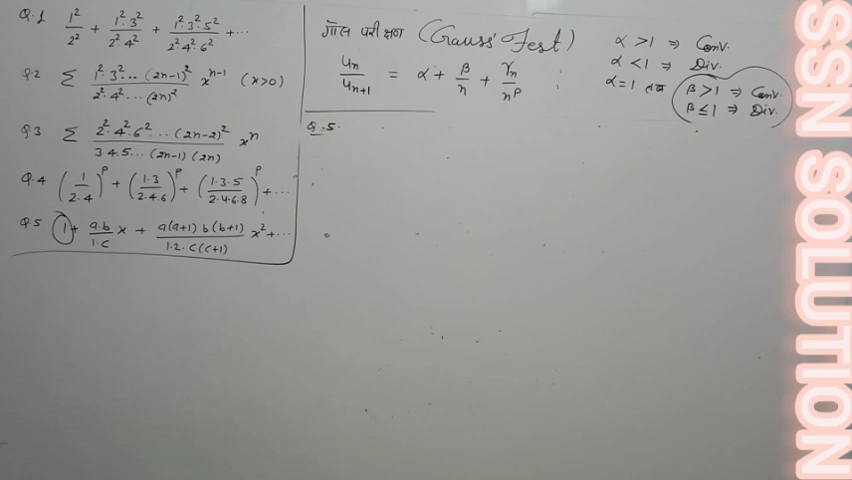 Q.1 1²/2² + 1²·3²/2²·4² + 1²·3²·5²/2²·4²·6² + ...
Q.2 Σ 1²·3²...(2n-1)²/2²·4²...(2n)² xⁿ⁻¹ (x>0)
Q.3 Σ 2²·4²·6²...(2n-2)²/3·4·5...(2n-1)(2n) xⁿ
Q.4 (1/2·4)ᵖ + (1·3/2·4·6)ᵖ + (1·3·5/2·4·6·8)ᵖ + ...
Q.5 1 + a·b/1·c x + a(a+1) b(b+1)/1·2·c(c+1) x² + ...
गॉस परीक्षण (Gauss' Test)
uₙ/uₙ₊₁ = α + β/n + γₙ/nᵖ ;
α > 1 ⇒ Conv.
α < 1 ⇒ Div.
α = 1 तब β > 1 ⇒ Conv.
β ≤ 1 ⇒ Div.
Q.5.
SSN SOLUTION